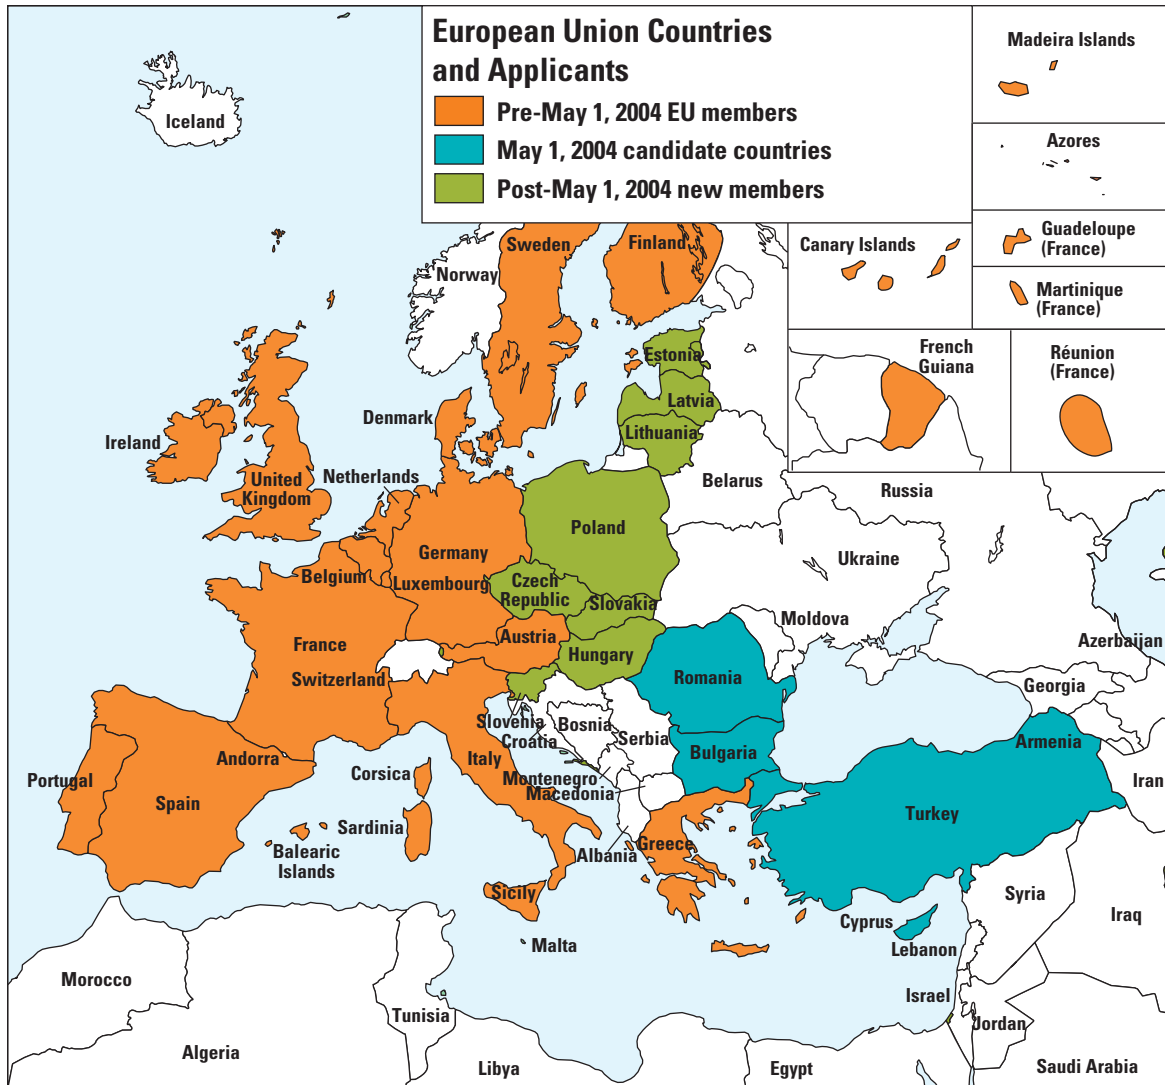 European Union Countries
and Applicants
Pre-May 1, 2004 EU members
May 1, 2004 candidate countries
Post-May 1, 2004 new members
Madeira Islands
Azores
Guadeloupe
(France)
Martinique
(France)
Canary Islands
French
Guiana
Réunion
(France)
Iceland
Sweden
Finland
Norway
Estonia
Latvia
Lithuania
Denmark
Ireland
United
Kingdom
Netherlands
Belarus
Russia
Poland
Germany
Ukraine
Belgium
Luxembourg
Czech
Republic
Slovakia
Moldova
France
Austria
Hungary
Azerbaijan
Switzerland
Romania
Georgia
Slovenia
Bosnia
Croatia
Serbia
Armenia
Andorra
Italy
Bulgaria
Portugal
Corsica
Montenegro
Macedonia
Iran
Spain
Turkey
Sardinia
Balearic
Islands
Albania
Greece
Sicily
Syria
Iraq
Cyprus
Malta
Lebanon
Morocco
Israel
Tunisia
Jordan
Algeria
Libya
Egypt
Saudi Arabia